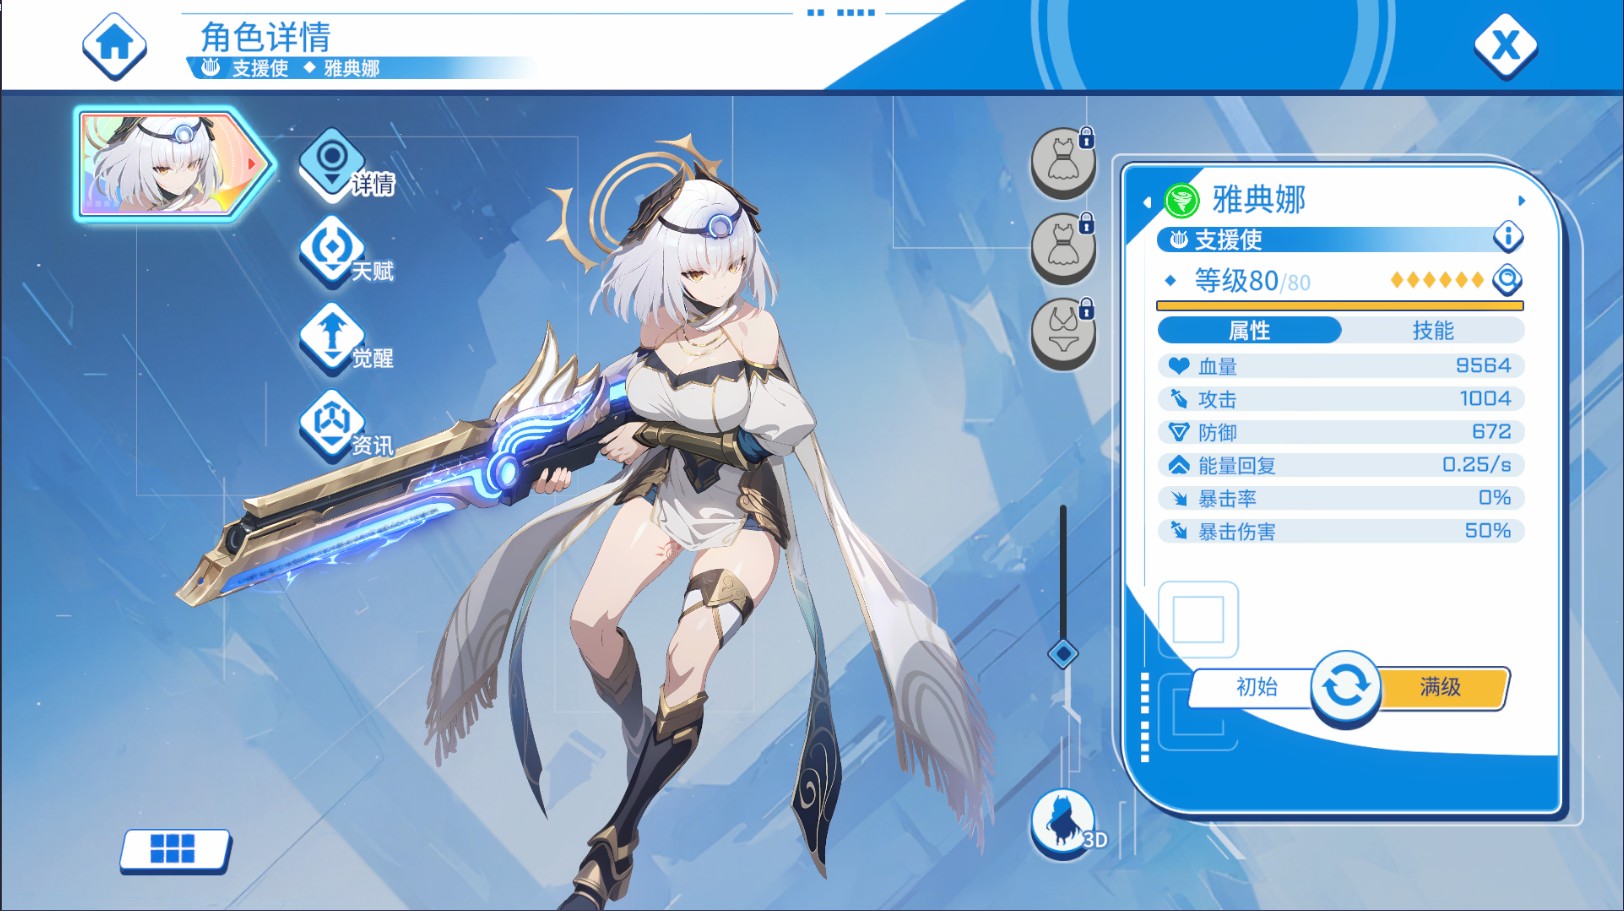 角色详情
支援使 ◆ 雅典娜
详情
天赋
觉醒
资讯
雅典娜
支援使
等级80/80
属性
技能
血量 9564
攻击 1004
防御 672
能量回复 0.25/s
暴击率 0%
暴击伤害 50%
初始
满级
3D